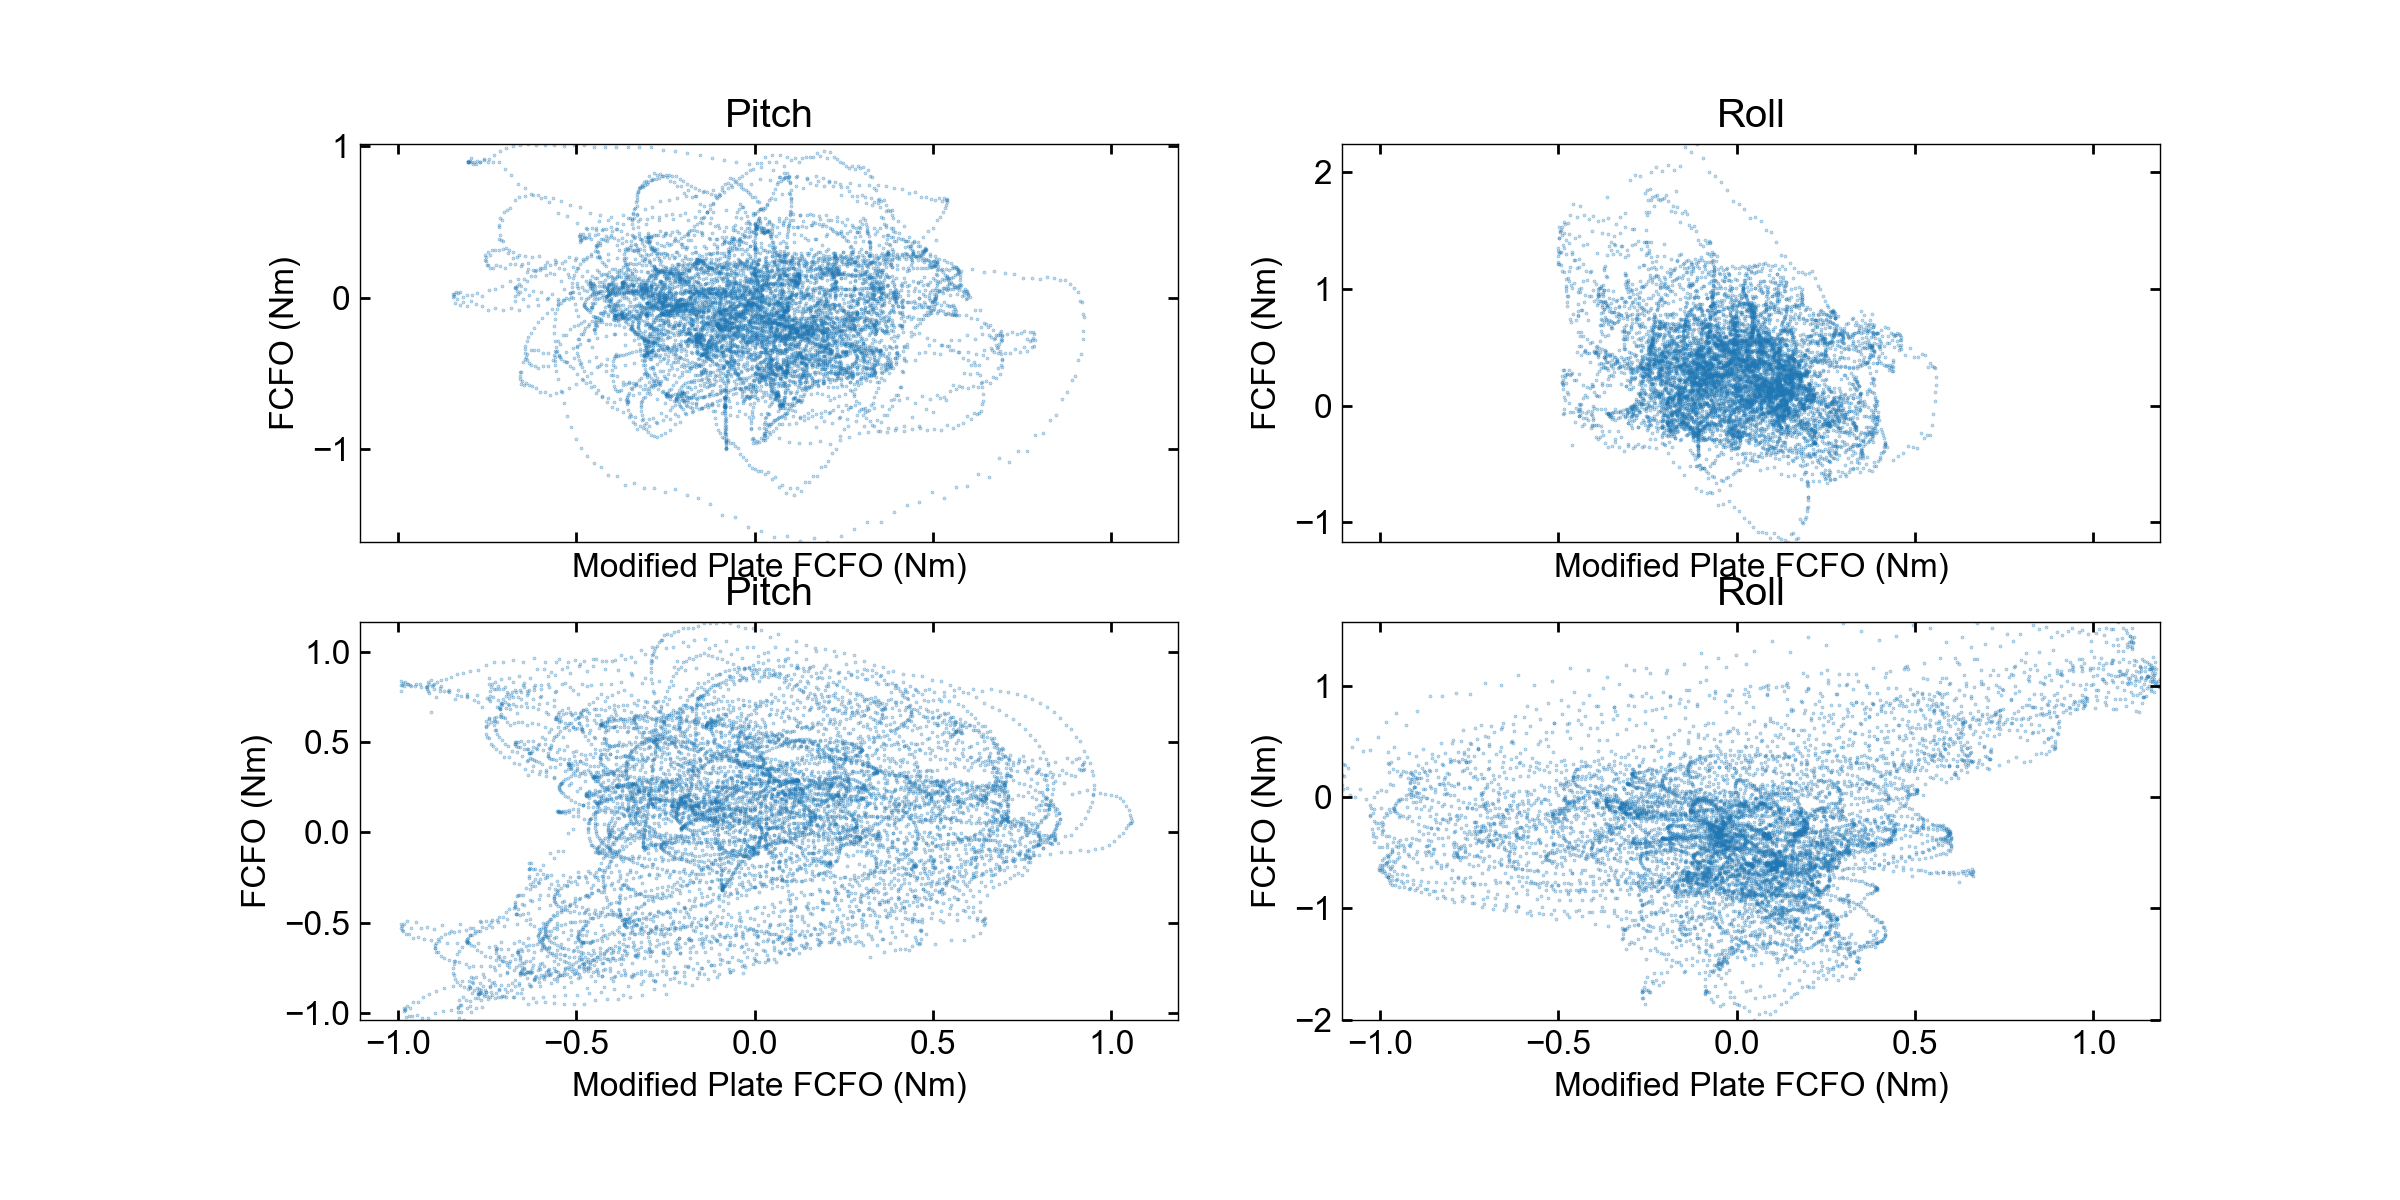 Pitch
Roll
1
0
−1
FCFO (Nm)
Modified Plate FCFO (Nm)
2
1
0
−1
FCFO (Nm)
Modified Plate FCFO (Nm)
Pitch
Roll
1.0
0.5
0.0
−0.5
−1.0
FCFO (Nm)
−1.0 −0.5 0.0 0.5 1.0
Modified Plate FCFO (Nm)
1
0
−1
−2
FCFO (Nm)
−1.0 −0.5 0.0 0.5 1.0
Modified Plate FCFO (Nm)